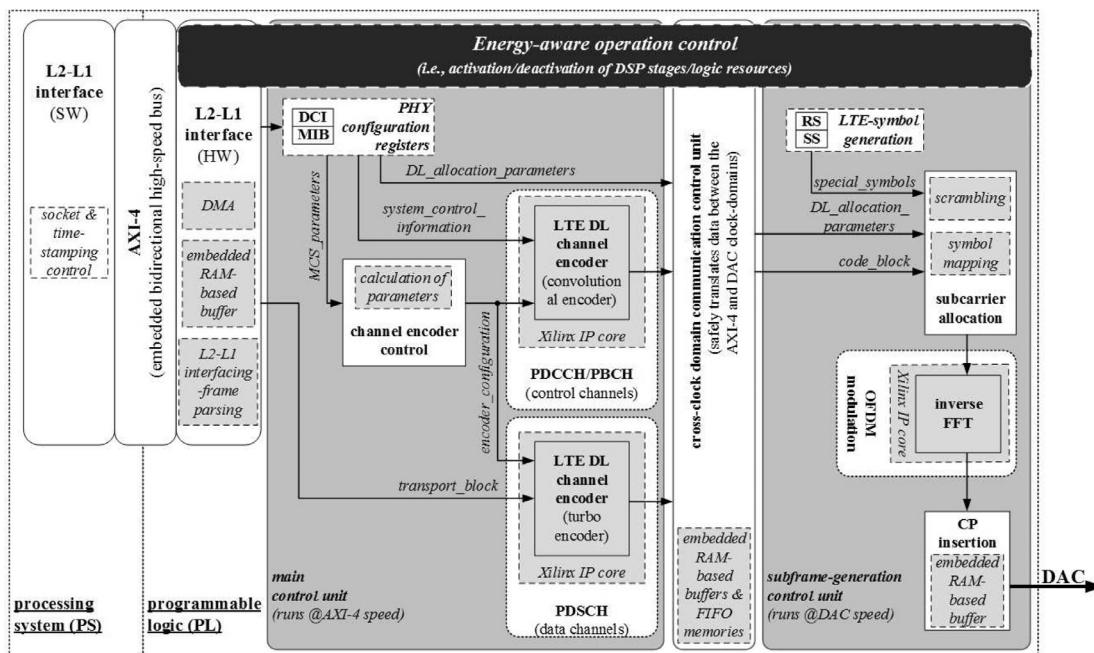 Energy-aware operation control
(i.e., activation/deactivation of DSP stages/logic resources)
L2-L1
interface
(SW)
socket &
time-
stamping
control
AXI-4
(embedded bidirectional high-speed bus)
L2-L1
interface
(HW)
DMA
embedded
RAM-
based
buffer
L2-L1
interfacing
-frame
parsing
DCI
MIB
PHY
configuration
registers
DL_allocation_parameters
system_control_
information
MCS_parameters
calculation of
parameters
channel encoder
control
encoder_configuration
transport_block
LTE DL
channel
encoder
(convolution
al encoder)
Xilinx IP core
PDCCH/PBCH
(control channels)
LTE DL
channel
encoder
(turbo
encoder)
Xilinx IP core
PDSCH
(data channels)
main
control unit
(runs @AXI-4 speed)
cross-clock domain communication control unit
(safely translates data between the
AXI-4 and DAC clock-domains)
embedded
RAM-
based
buffers &
FIFO
memories
RS
SS
LTE-symbol
generation
special_symbols
DL_allocation_
parameters
code_block
scrambling
symbol
mapping
subcarrier
allocation
OFDM
modulation
Xilinx IP core
inverse
FFT
CP
insertion
embedded
RAM-
based
buffer
subframe-generation
control unit
(runs @DAC speed)
DAC
processing
system (PS)
programmable
logic (PL)